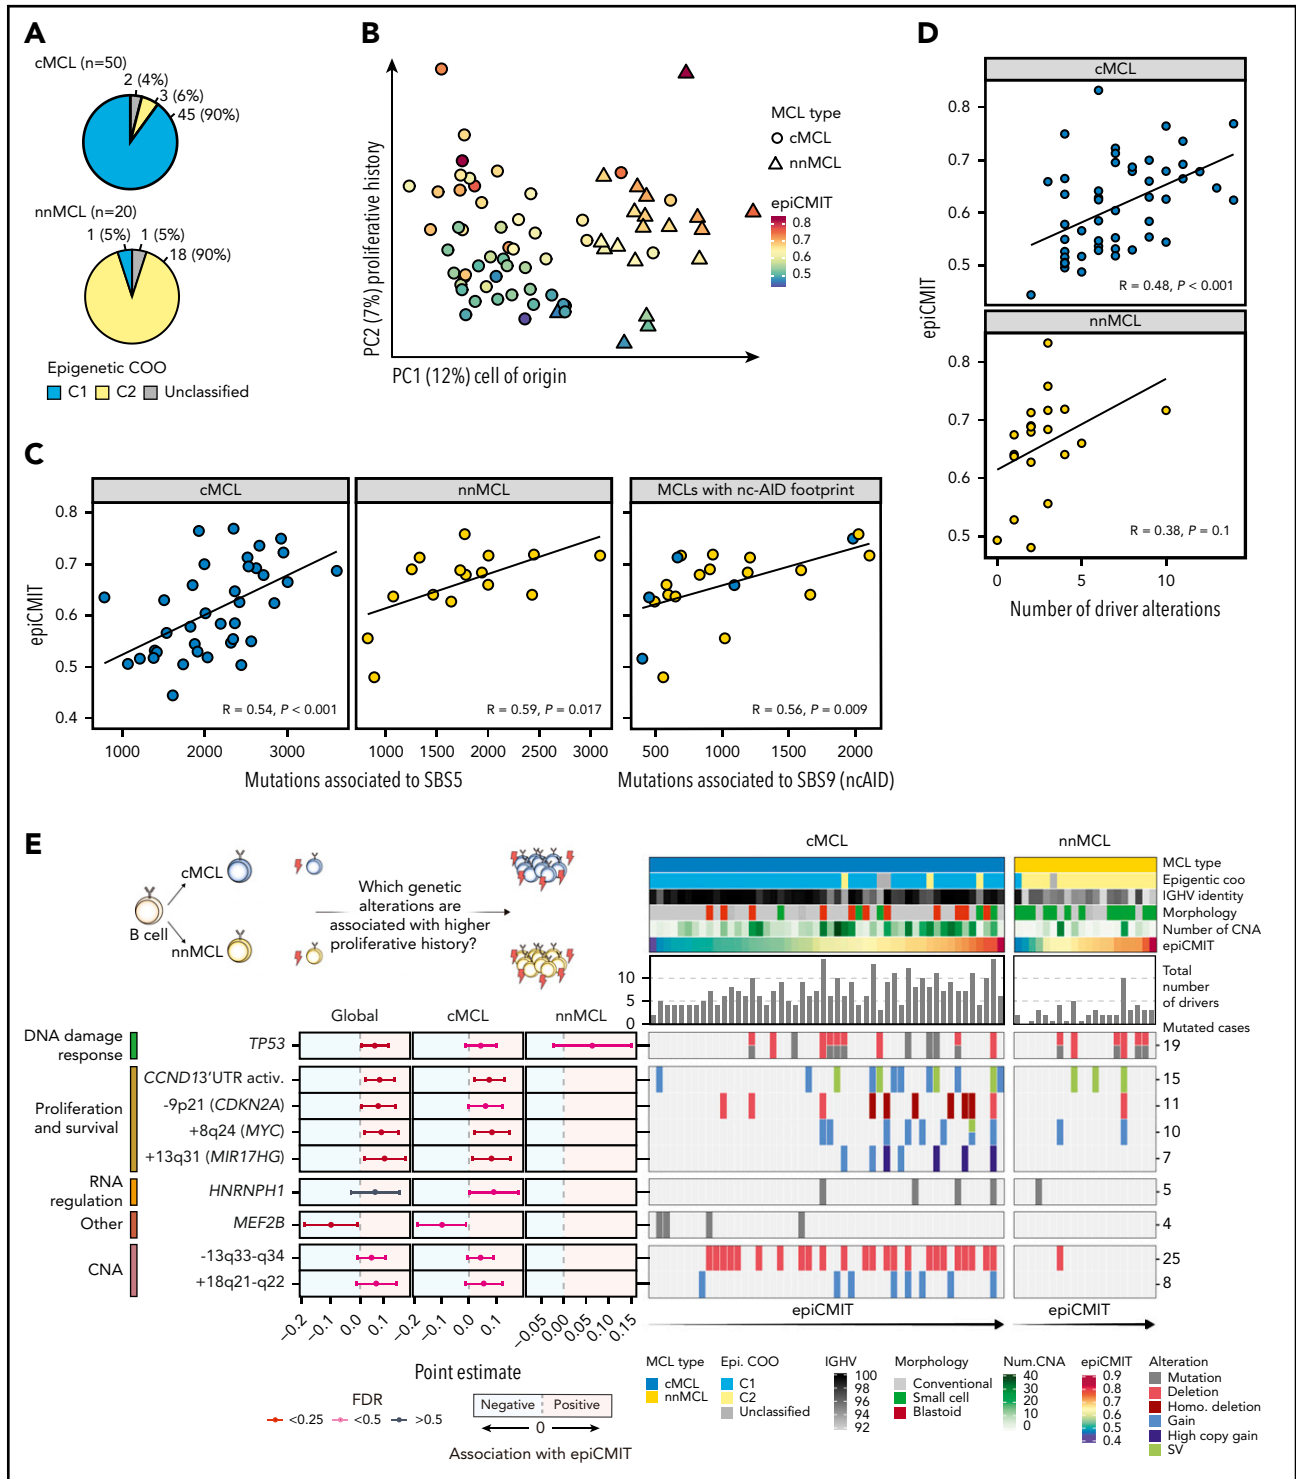 A
cMCL (n=50)
2 (4%)
3 (6%)
45 (90%)
nnMCL (n=20)
1 (5%)
1 (5%)
18 (90%)
Epigenetic COO
C1 C2 Unclassified
B
PC2 (7%) proliferative history
PC1 (12%) cell of origin
MCL type
cMCL
nnMCL
epiCMIT
0.8
0.7
0.6
0.5
D
cMCL
0.8
0.7
0.6
0.5
R = 0.48, P < 0.001
epiCMIT
nnMCL
0.8
0.7
0.6
0.5
R = 0.38, P = 0.1
0 5 10
Number of driver alterations
C
cMCL nnMCL MCLs with nc-AID footprint
epiCMIT
0.8
0.7
0.6
0.5
0.4
R = 0.54, P < 0.001
R = 0.59, P = 0.017
R = 0.56, P = 0.009
1000 2000 3000
1000 1500 2000 2500 3000
500 1000 1500 2000
Mutations associated to SBS5
Mutations associated to SBS9 (ncAID)
E
B cell
cMCL
nnMCL
Which genetic
alterations are
associated with higher
proliferative history?
cMCL nnMCL
MCL type
Epigentic coo
IGHV identity
Morphology
Number of CNA
epiCMIT
10
5
0
Total
number
of drivers
Mutated cases
Global cMCL nnMCL
DNA damage
response
TP53
19
Proliferation
and survival
CCND13'UTR activ.
15
-9p21 (CDKN2A)
11
+8q24 (MYC)
10
+13q31 (MIR17HG)
7
RNA
regulation
HNRNPH1
5
Other
MEF2B
4
CNA
-13q33-q34
25
+18q21-q22
8
−0.2 −0.1 0.0 0.1
−0.2 −0.1 0.0 0.1
−0.05 0.00 0.05 0.10 0.15
Point estimate
epiCMIT epiCMIT
FDR
<0.25 <0.5 >0.5
Negative Positive
0
Association with epiCMIT
MCL type
cMCL
nnMCL
Epi. COO
C1
C2
Unclassified
IGHV
100
98
96
94
92
Morphology
Conventional
Small cell
Blastoid
Num.CNA
40
30
20
10
0
epiCMIT
0.9
0.8
0.7
0.6
0.5
0.4
Alteration
Mutation
Deletion
Homo. deletion
Gain
High copy gain
SV